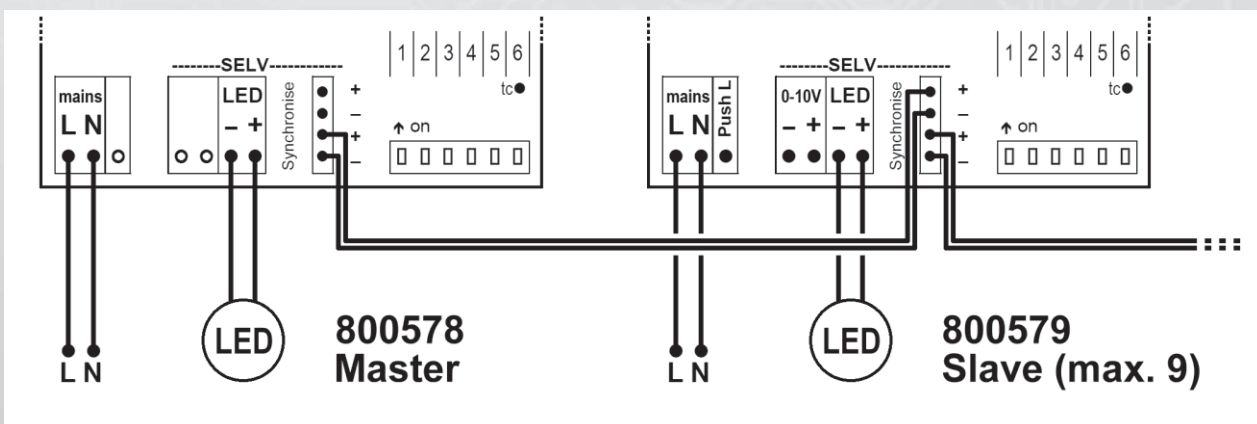 SELV
1 2 3 4 5 6
mains
LED
Synchronise
+
tc
L N
– +
–
+
↑ on
–
LED
L N
800578
Master
SELV
1 2 3 4 5 6
mains
Push L
0-10V
LED
Synchronise
+
tc
L N
– +
– +
–
+
↑ on
–
LED
L N
800579
Slave (max. 9)